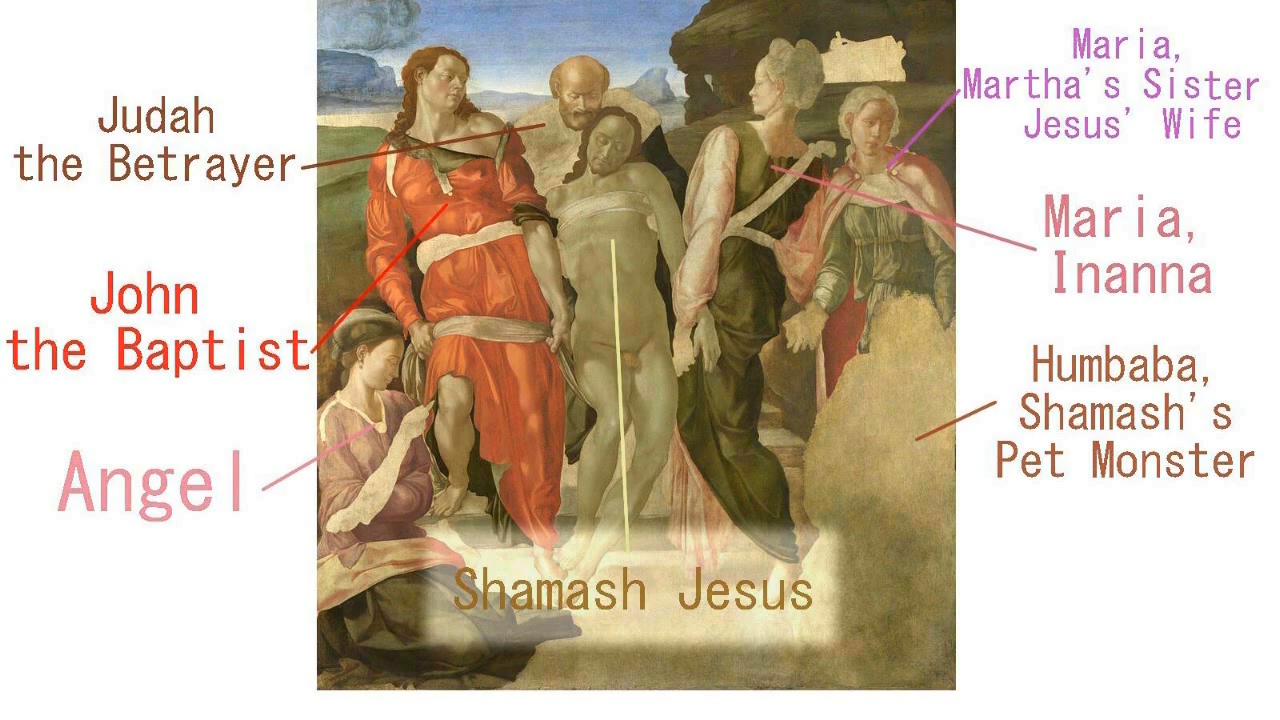 Judah
the Betrayer
John
the Baptist
Angel
Shamash Jesus
Maria,
Martha's Sister
Jesus' Wife
Maria,
Inanna
Humbaba,
Shamash's
Pet Monster